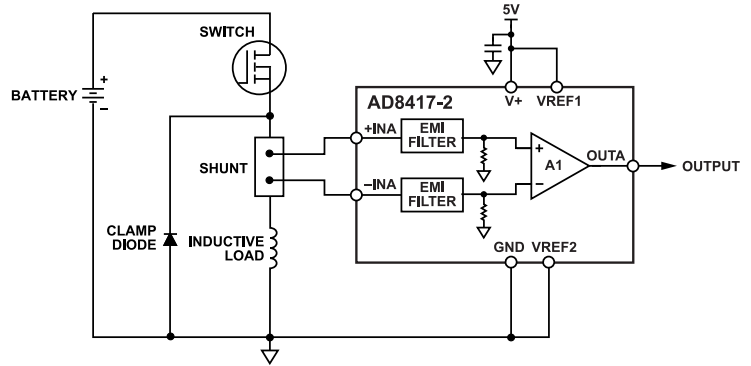 5V
SWITCH
BATTERY
+
−
AD8417-2
V+
VREF1
+INA
EMI
FILTER
SHUNT
+
−
A1
OUTA
OUTPUT
−INA
EMI
FILTER
CLAMP
DIODE
INDUCTIVE
LOAD
GND
VREF2